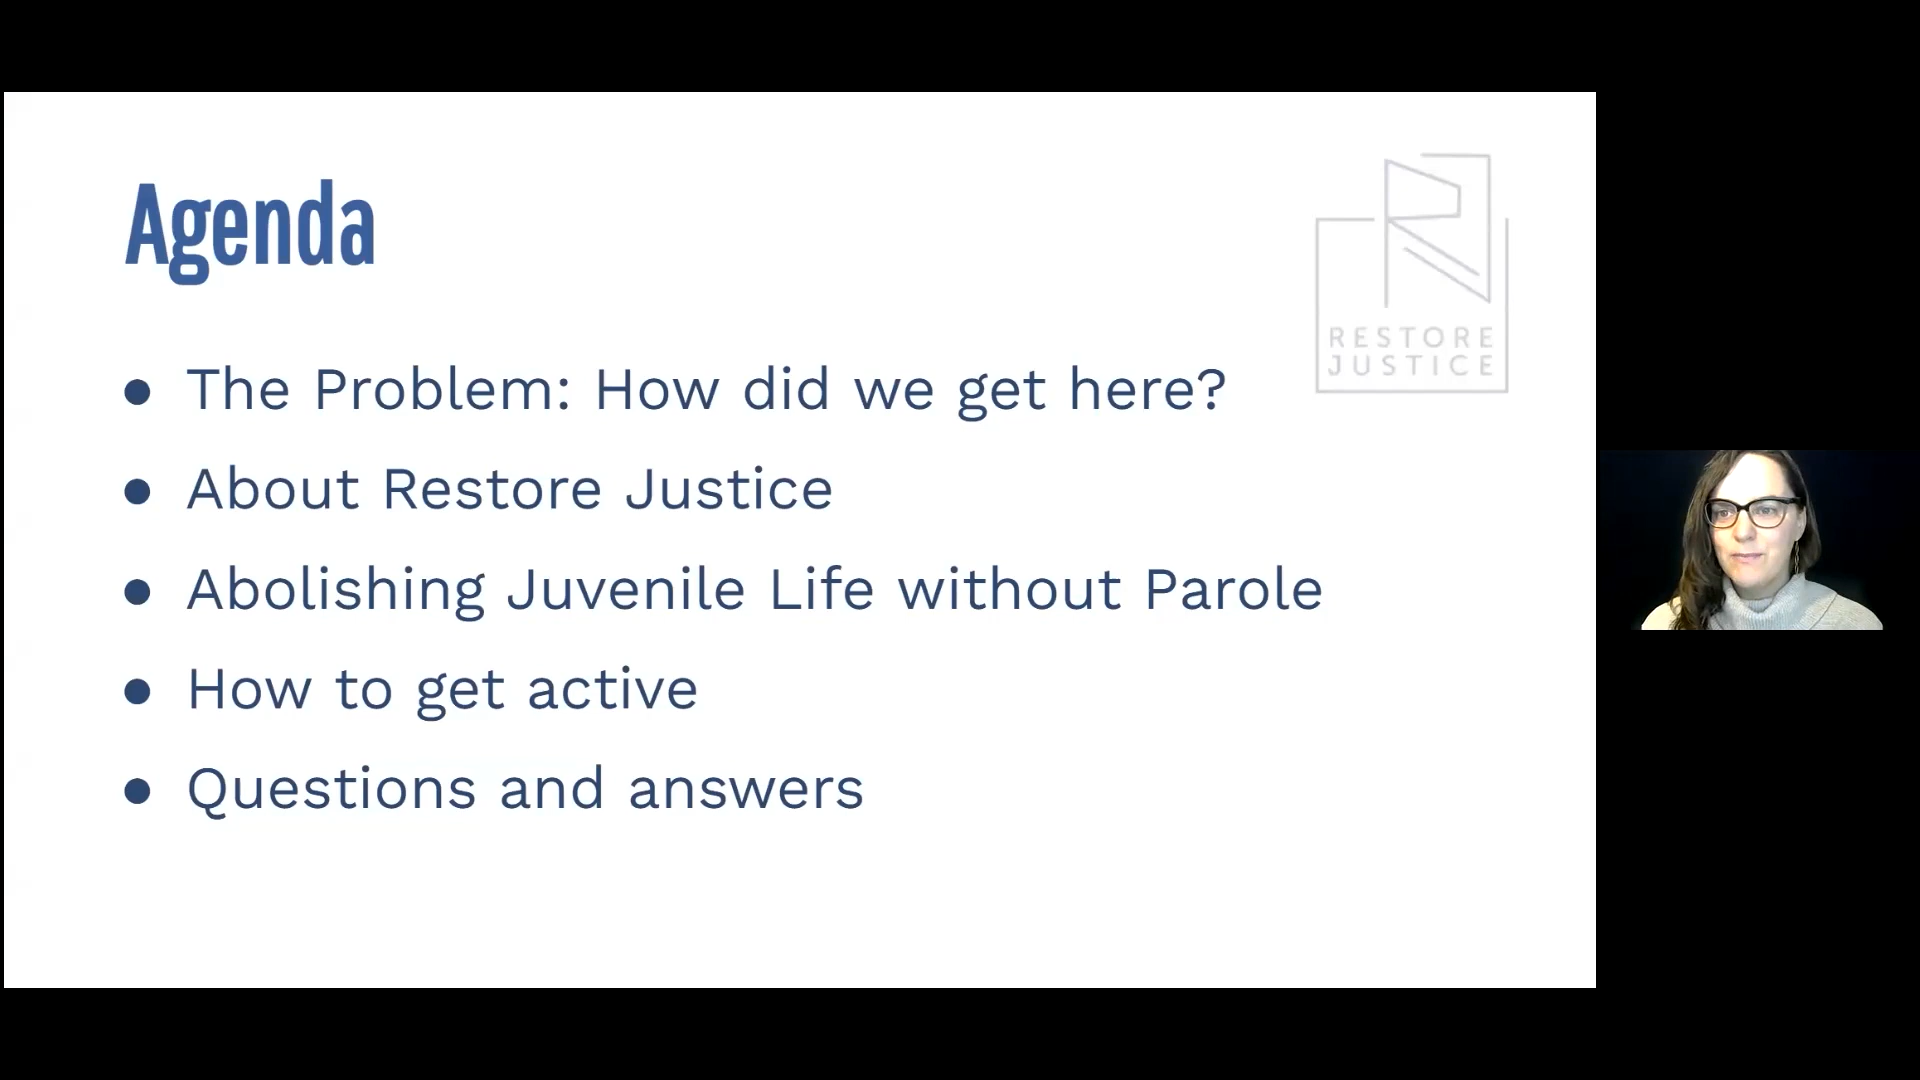 Agenda
RESTORE
JUSTICE
● The Problem: How did we get here?
● About Restore Justice
● Abolishing Juvenile Life without Parole
● How to get active
● Questions and answers